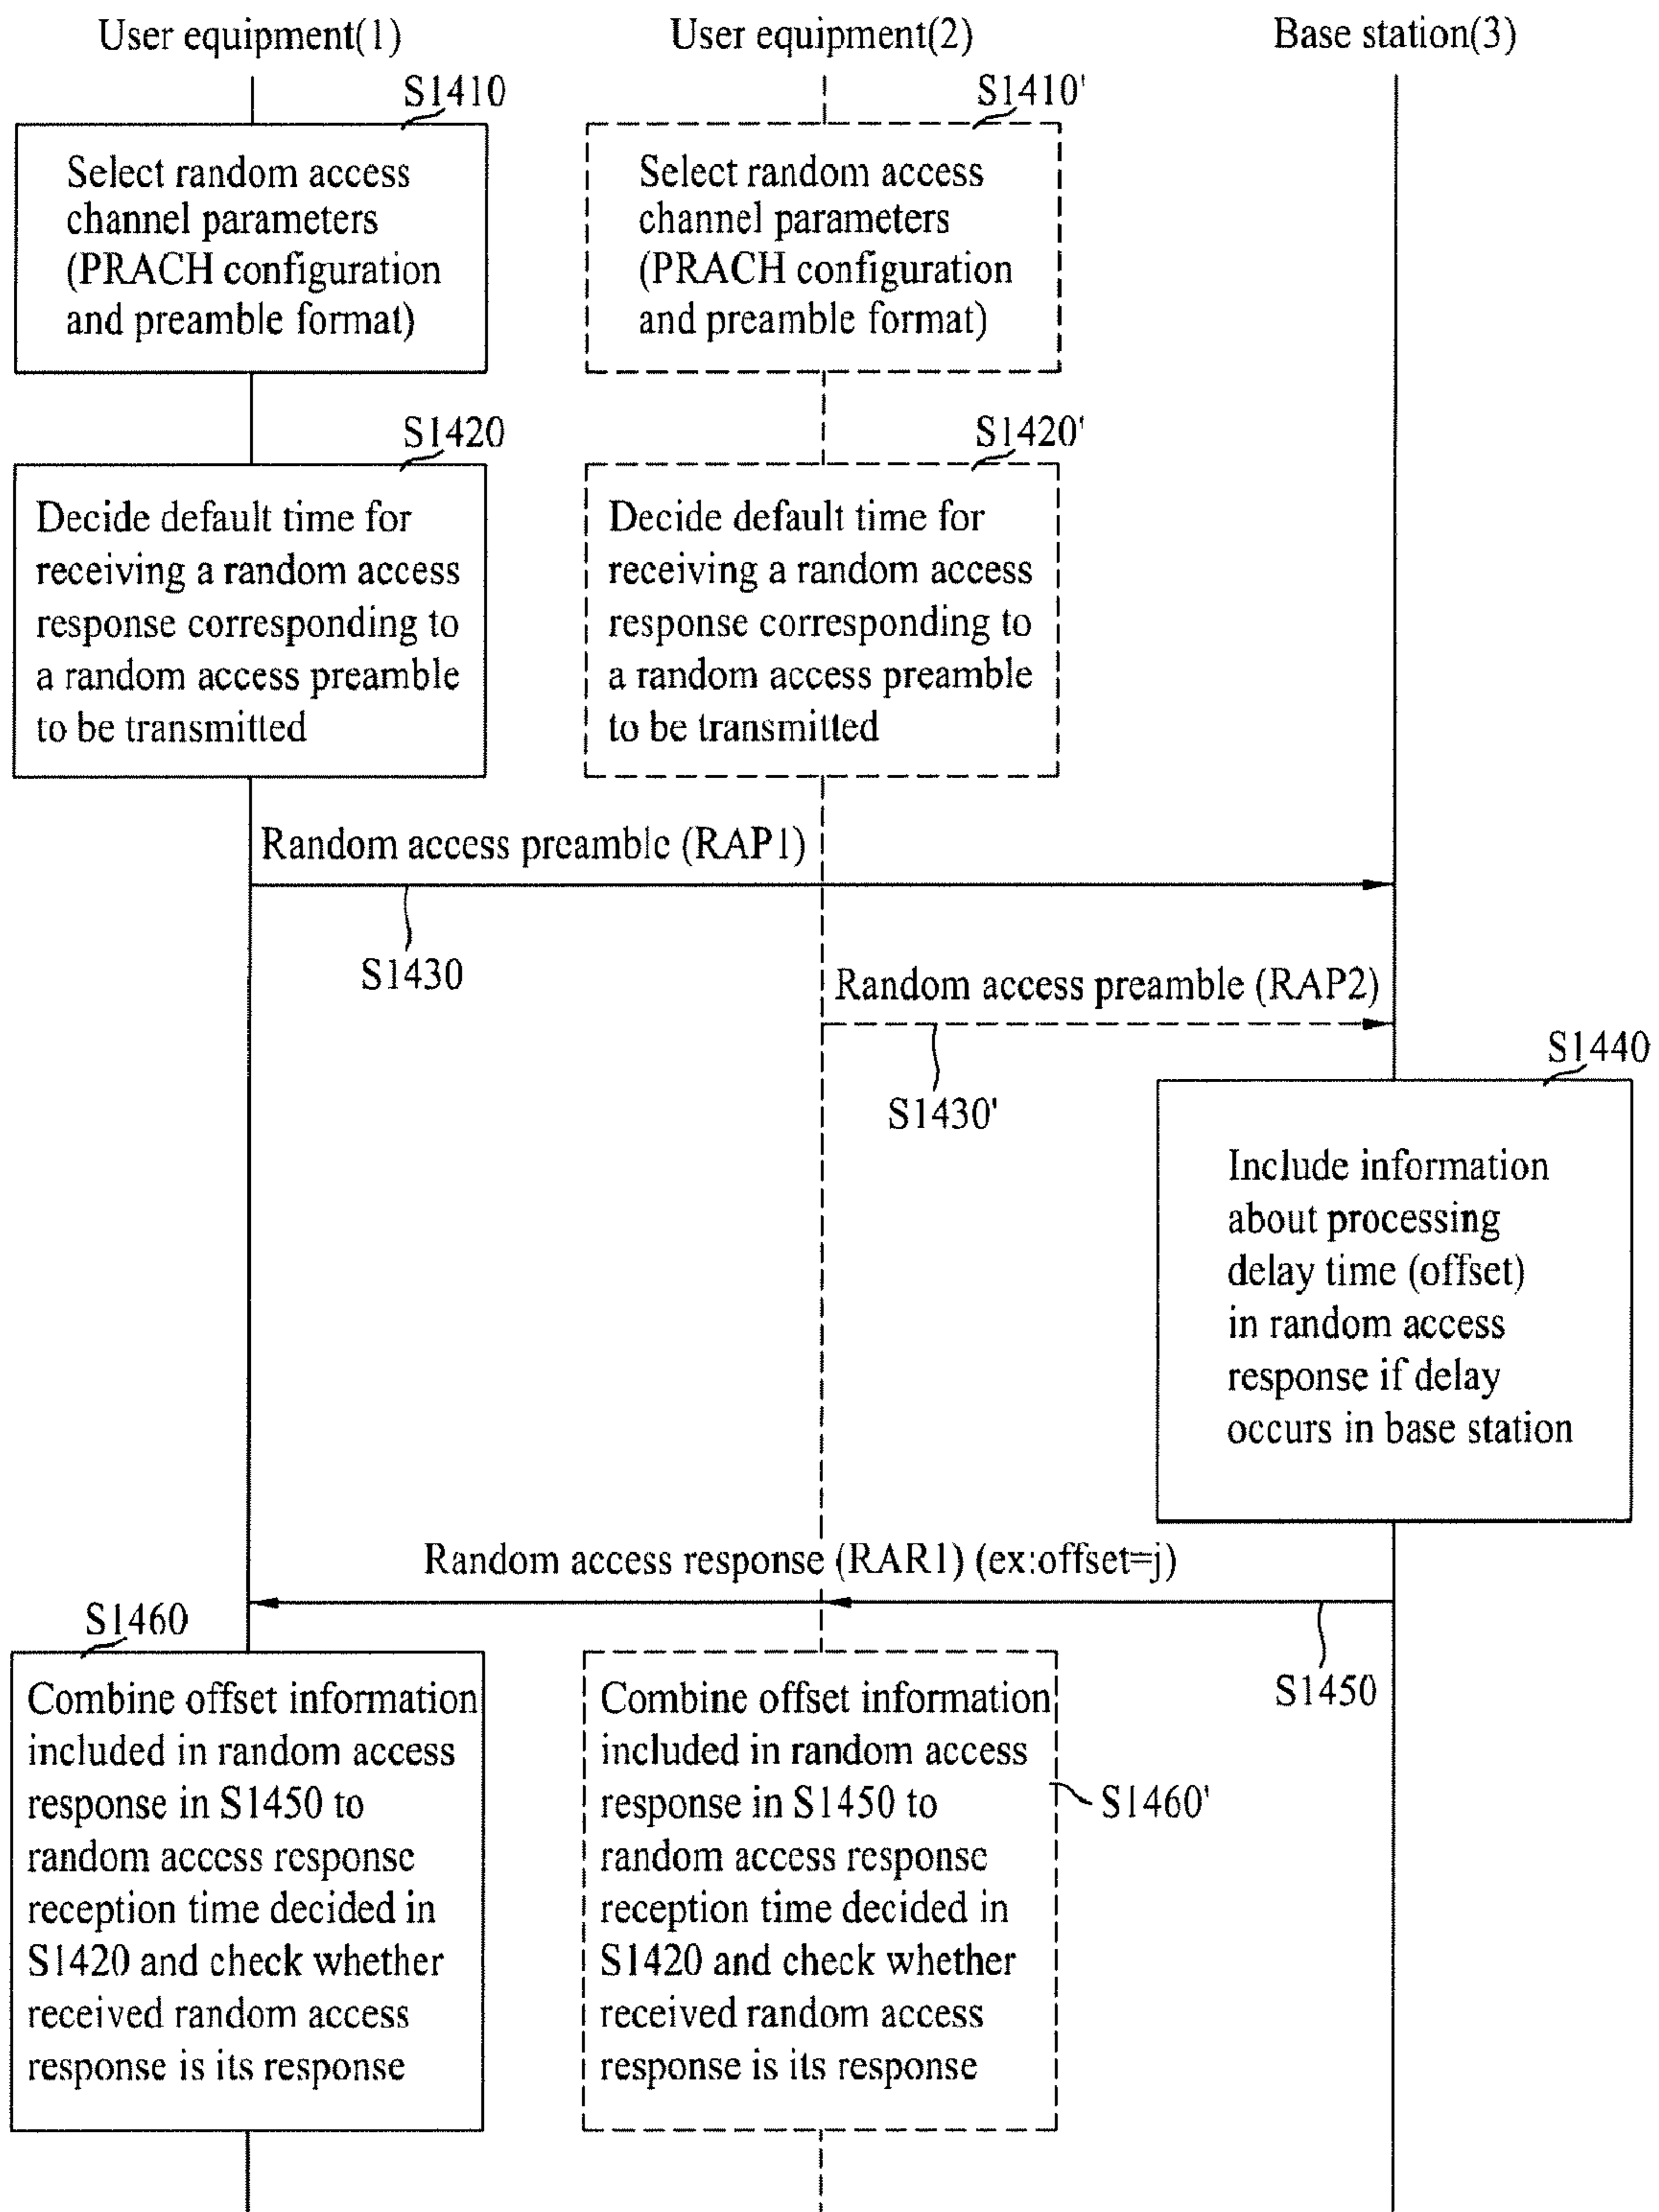 User equipment(1)
User equipment(2)
Base station(3)
S1410
S1410'
Select random access
channel parameters
(PRACH configuration
and preamble format)
Select random access
channel parameters
(PRACH configuration
and preamble format)
S1420
S1420'
Decide default time for
receiving a random access
response corresponding to
a random access preamble
to be transmitted
Decide default time for
receiving a random access
response corresponding to
a random access preamble
to be transmitted
Random access preamble (RAP1)
S1430
Random access preamble (RAP2)
S1430'
S1440
Include information
about processing
delay time (offset)
in random access
response if delay
occurs in base station
Random access response (RAR1) (ex:offset=j)
S1450
S1460
Combine offset information
included in random access
response in S1450 to
random access response
reception time decided in
S1420 and check whether
received random access
response is its response
Combine offset information
included in random access
response in S1450 to
random access response
reception time decided in
S1420 and check whether
received random access
response is its response
S1460'